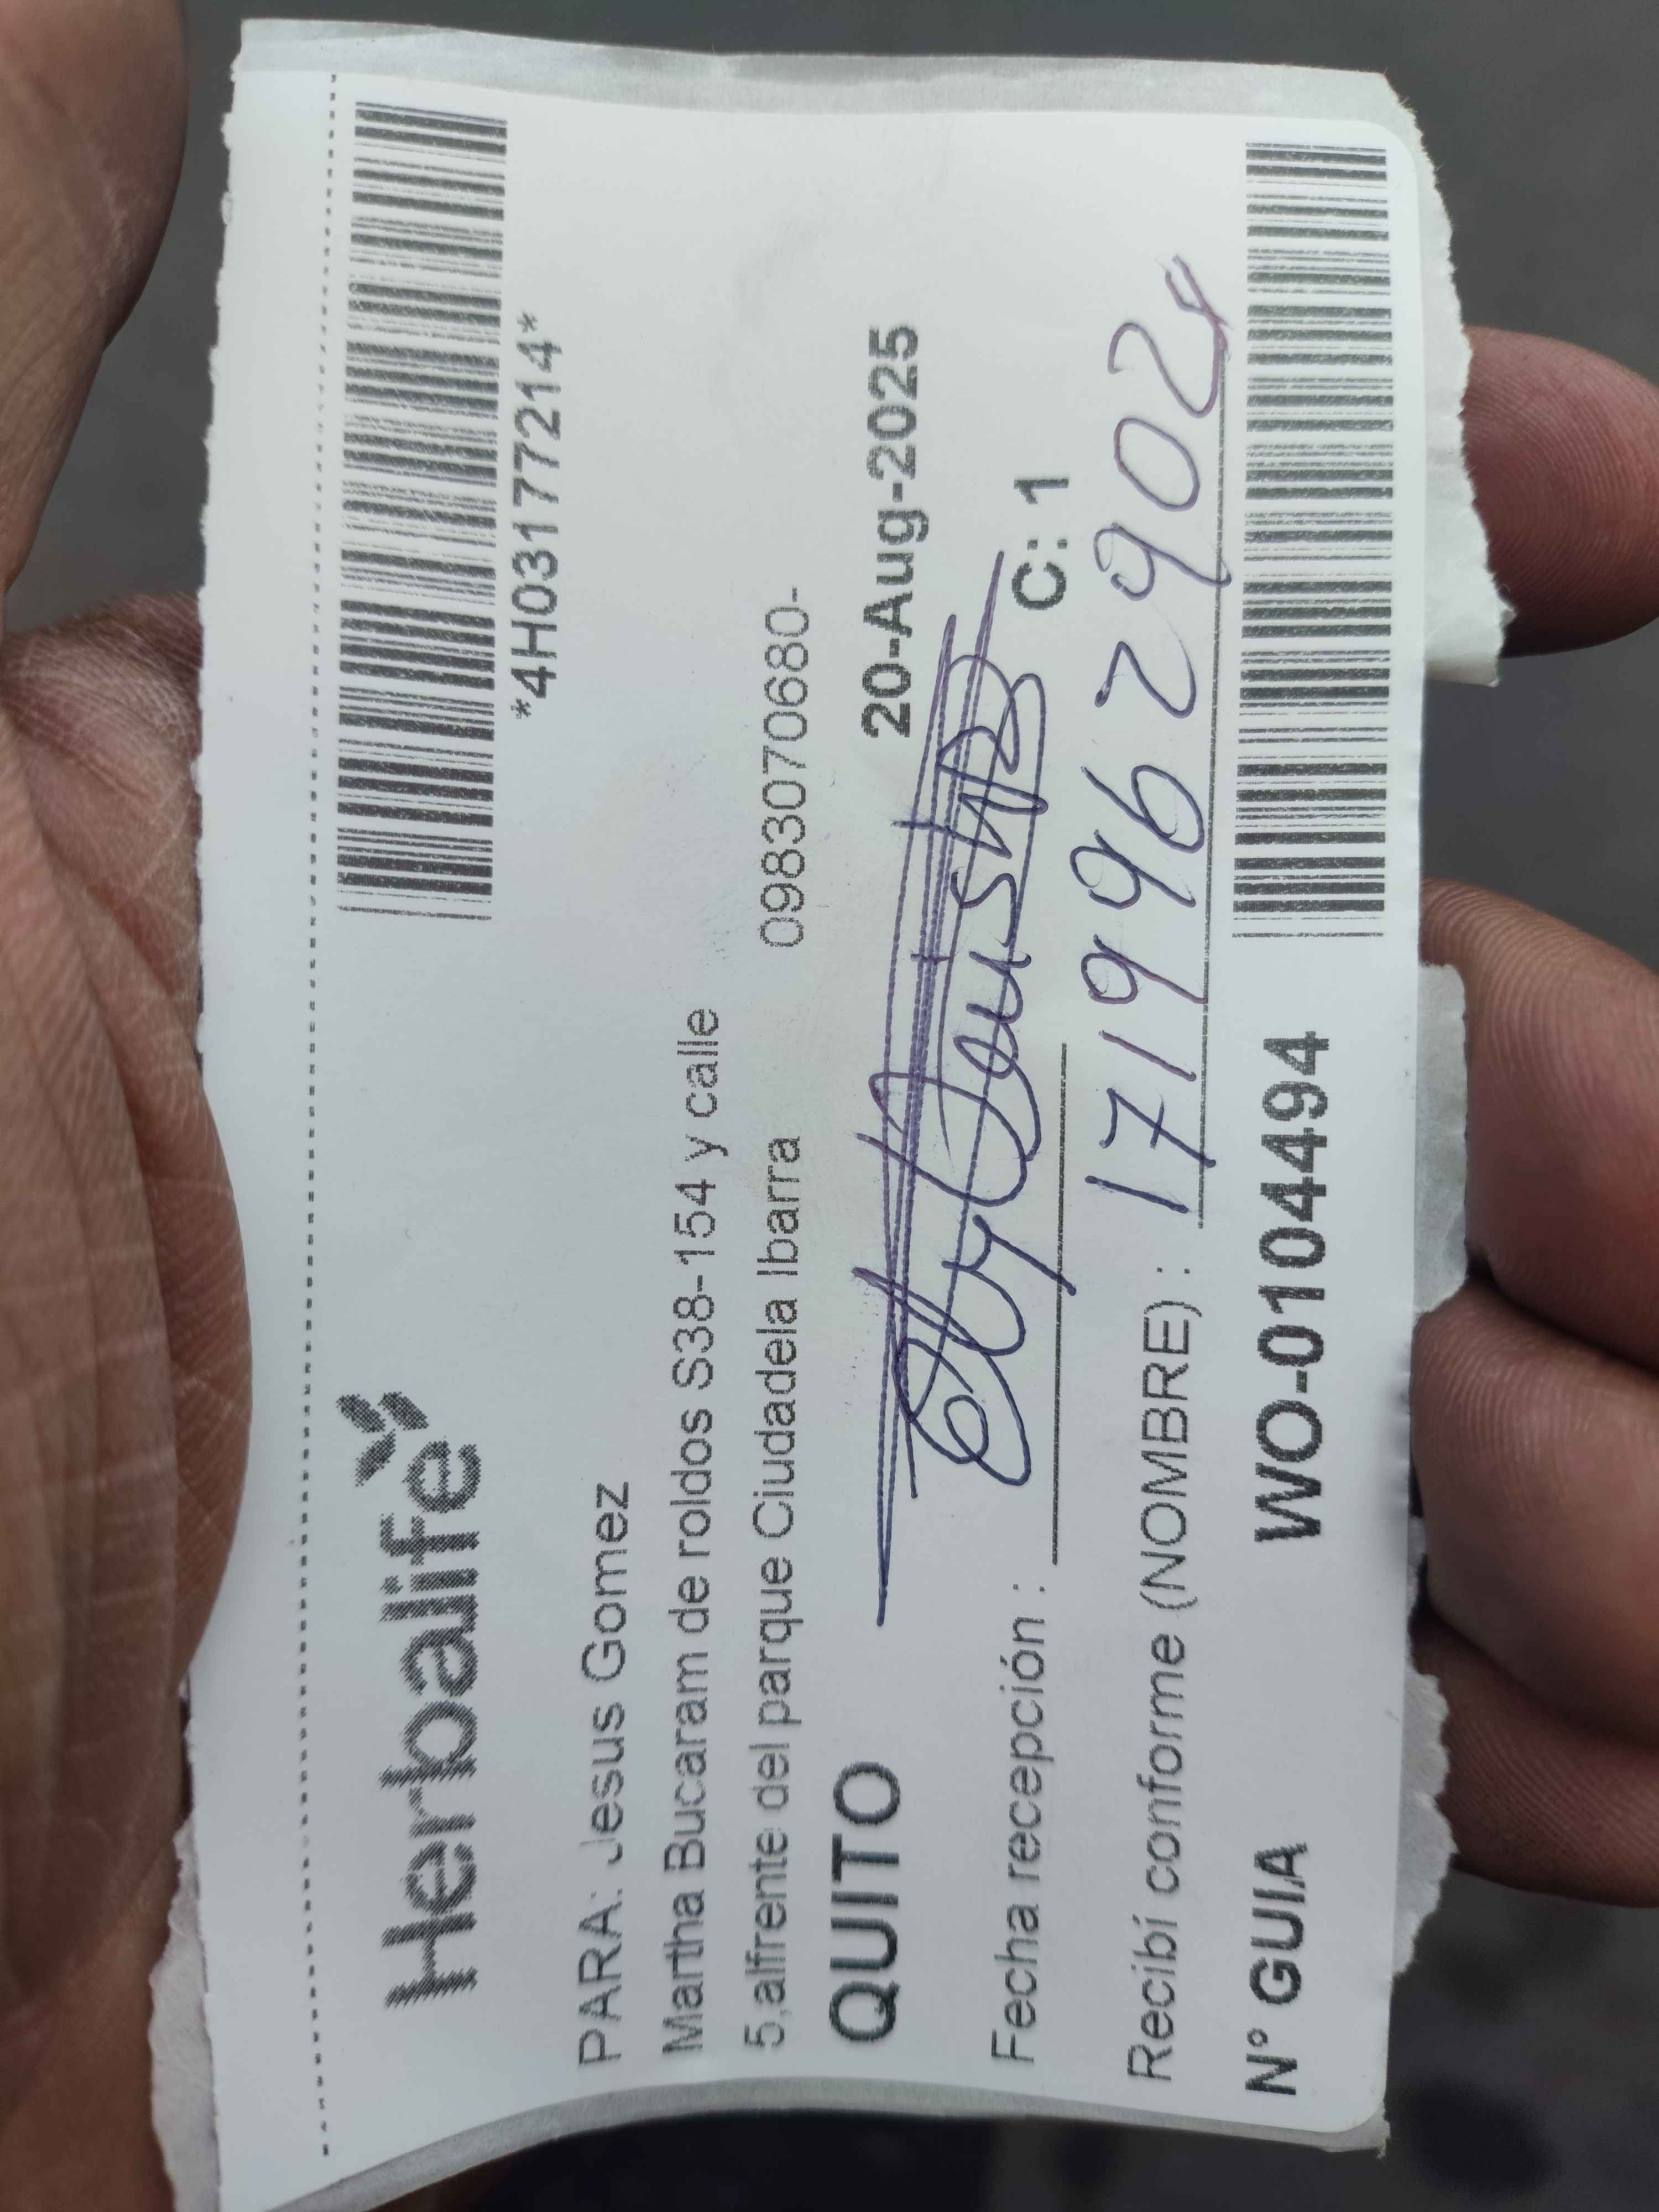 Herbalife
*4H03177214*
PARA: Jesus Gomez
Martha Bucaram de roldos S38-154 y calle
5,alfrente del parque Ciudadela Ibarra 0983070680-
QUITO 20-Aug-2025
Fecha recepción : C: 1
Recibí conforme (NOMBRE) : 1719962902
N° GUIA WO-0104494